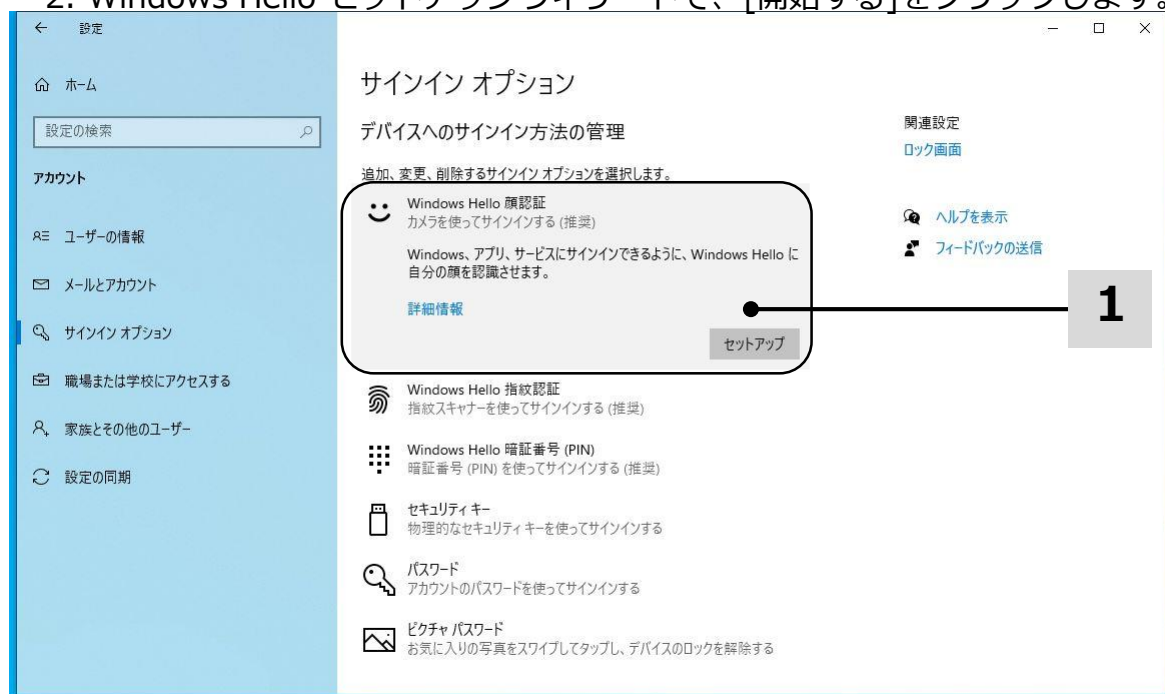 2. Windows Hello セットアップ ウィザードで、[開始する]をクリックします。
設定
ホーム
設定の検索
アカウント
ユーザーの情報
メールとアカウント
サインイン オプション
職場または学校にアクセスする
家族とその他のユーザー
設定の同期
サインイン オプション
デバイスへのサインイン方法の管理
追加、変更、削除するサインイン オプションを選択します。
Windows Hello 顔認証
カメラを使ってサインインする (推奨)
Windows、アプリ、サービスにサインインできるように、Windows Hello に
自分の顔を認識させます。
詳細情報
セットアップ
Windows Hello 指紋認証
指紋スキャナーを使ってサインインする (推奨)
Windows Hello 暗証番号 (PIN)
暗証番号 (PIN) を使ってサインインする (推奨)
セキュリティ キー
物理的なセキュリティ キーを使ってサインインする
パスワード
アカウントのパスワードを使ってサインインする
ピクチャ パスワード
お気に入りの写真をスワイプしてタップし、デバイスのロックを解除する
関連設定
ロック画面
ヘルプを表示
フィードバックの送信
1